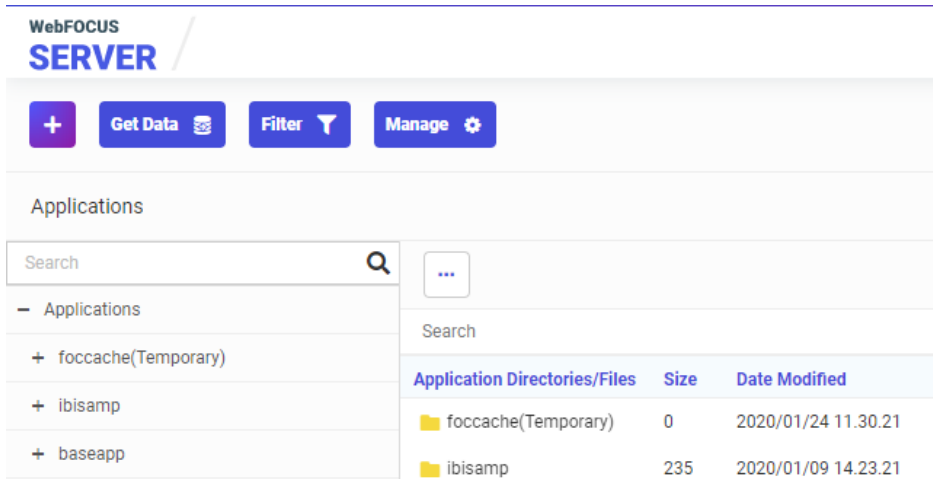 WebFOCUS
SERVER
+ Get Data Filter Manage
Applications
Search
− Applications
+ foccache(Temporary)
+ ibisamp
+ baseapp
...
Search
Application Directories/Files Size Date Modified
foccache(Temporary) 0 2020/01/24 11.30.21
ibisamp 235 2020/01/09 14.23.21